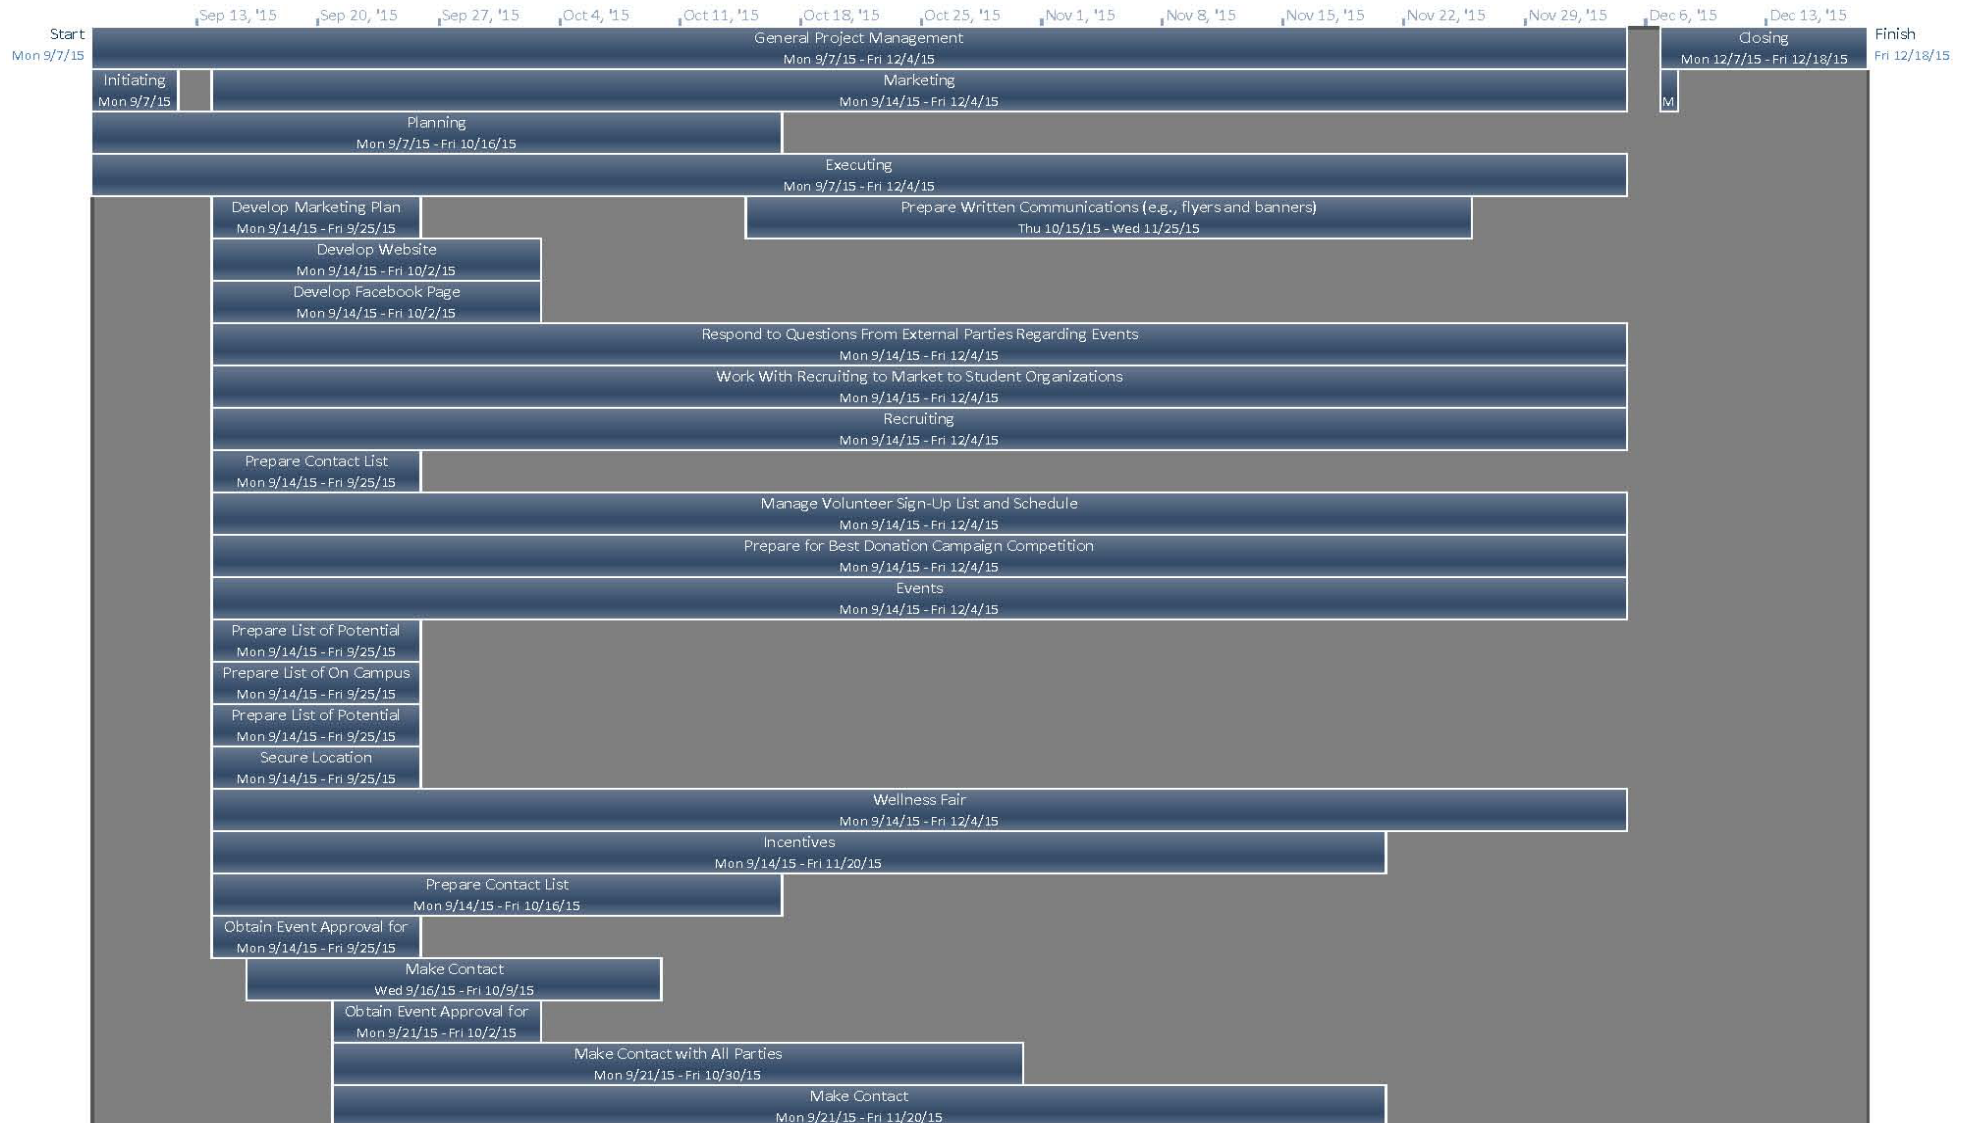 Sep 13, '15 Sep 20, '15 Sep 27, '15 Oct 4, '15 Oct 11, '15 Oct 18, '15 Oct 25, '15 Nov 1, '15 Nov 8, '15 Nov 15, '15 Nov 22, '15 Nov 29, '15 Dec 6, '15 Dec 13, '15
Start
Mon 9/7/15
General Project Management
Mon 9/7/15 - Fri 12/4/15
Closing
Mon 12/7/15 - Fri 12/18/15
Finish
Fri 12/18/15
Initiating
Mon 9/7/15
Marketing
Mon 9/14/15 - Fri 12/4/15
M
Planning
Mon 9/7/15 - Fri 10/16/15
Executing
Mon 9/7/15 - Fri 12/4/15
Develop Marketing Plan
Mon 9/14/15 - Fri 9/25/15
Prepare Written Communications (e.g., flyers and banners)
Thu 10/15/15 - Wed 11/25/15
Develop Website
Mon 9/14/15 - Fri 10/2/15
Develop Facebook Page
Mon 9/14/15 - Fri 10/2/15
Respond to Questions From External Parties Regarding Events
Mon 9/14/15 - Fri 12/4/15
Work With Recruiting to Market to Student Organizations
Mon 9/14/15 - Fri 12/4/15
Recruiting
Mon 9/14/15 - Fri 12/4/15
Prepare Contact List
Mon 9/14/15 - Fri 9/25/15
Manage Volunteer Sign-Up List and Schedule
Mon 9/14/15 - Fri 12/4/15
Prepare for Best Donation Campaign Competition
Mon 9/14/15 - Fri 12/4/15
Events
Mon 9/14/15 - Fri 12/4/15
Prepare List of Potential
Mon 9/14/15 - Fri 9/25/15
Prepare List of On Campus
Mon 9/14/15 - Fri 9/25/15
Prepare List of Potential
Mon 9/14/15 - Fri 9/25/15
Secure Location
Mon 9/14/15 - Fri 9/25/15
Wellness Fair
Mon 9/14/15 - Fri 12/4/15
Incentives
Mon 9/14/15 - Fri 11/20/15
Prepare Contact List
Mon 9/14/15 - Fri 10/16/15
Obtain Event Approval for
Mon 9/14/15 - Fri 9/25/15
Make Contact
Wed 9/16/15 - Fri 10/9/15
Obtain Event Approval for
Mon 9/21/15 - Fri 10/2/15
Make Contact with All Parties
Mon 9/21/15 - Fri 10/30/15
Make Contact
Mon 9/21/15 - Fri 11/20/15